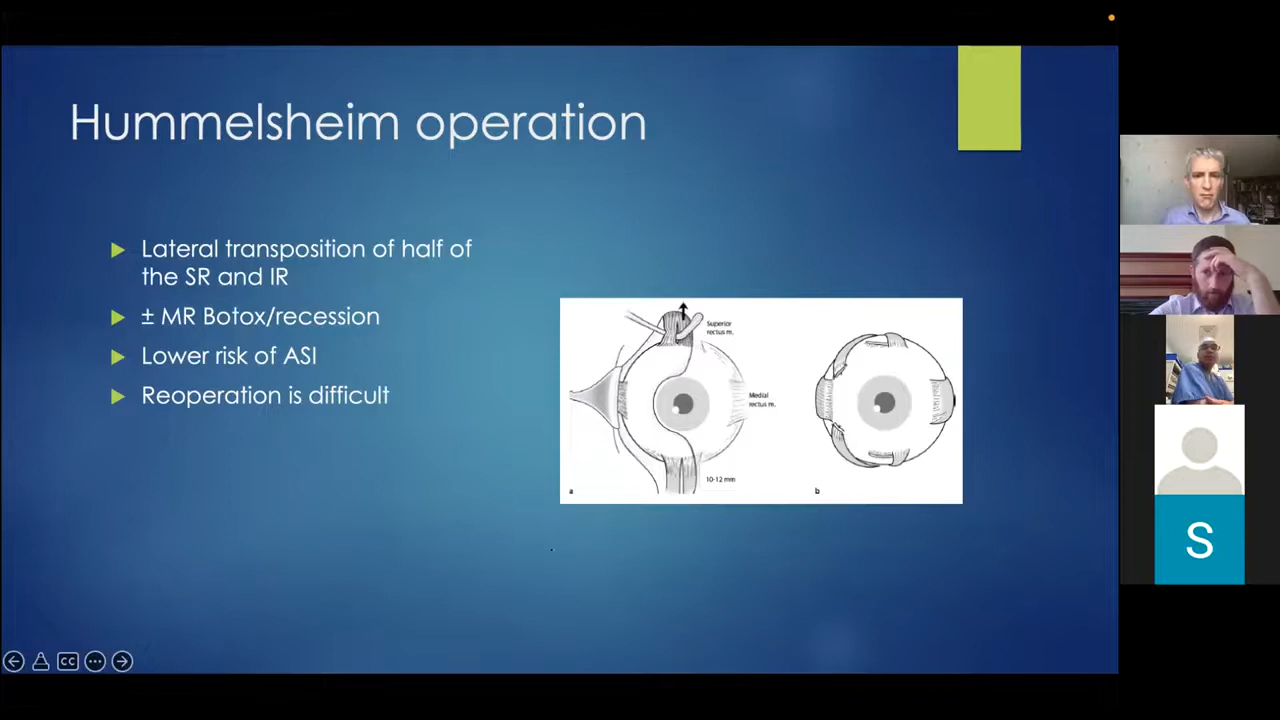 Hummelsheim operation
Lateral transposition of half of
the SR and IR
± MR Botox/recession
Lower risk of ASI
Reoperation is difficult
Superior
rectus m.
Medial
rectus m.
10-12 mm
a
b
CC
S